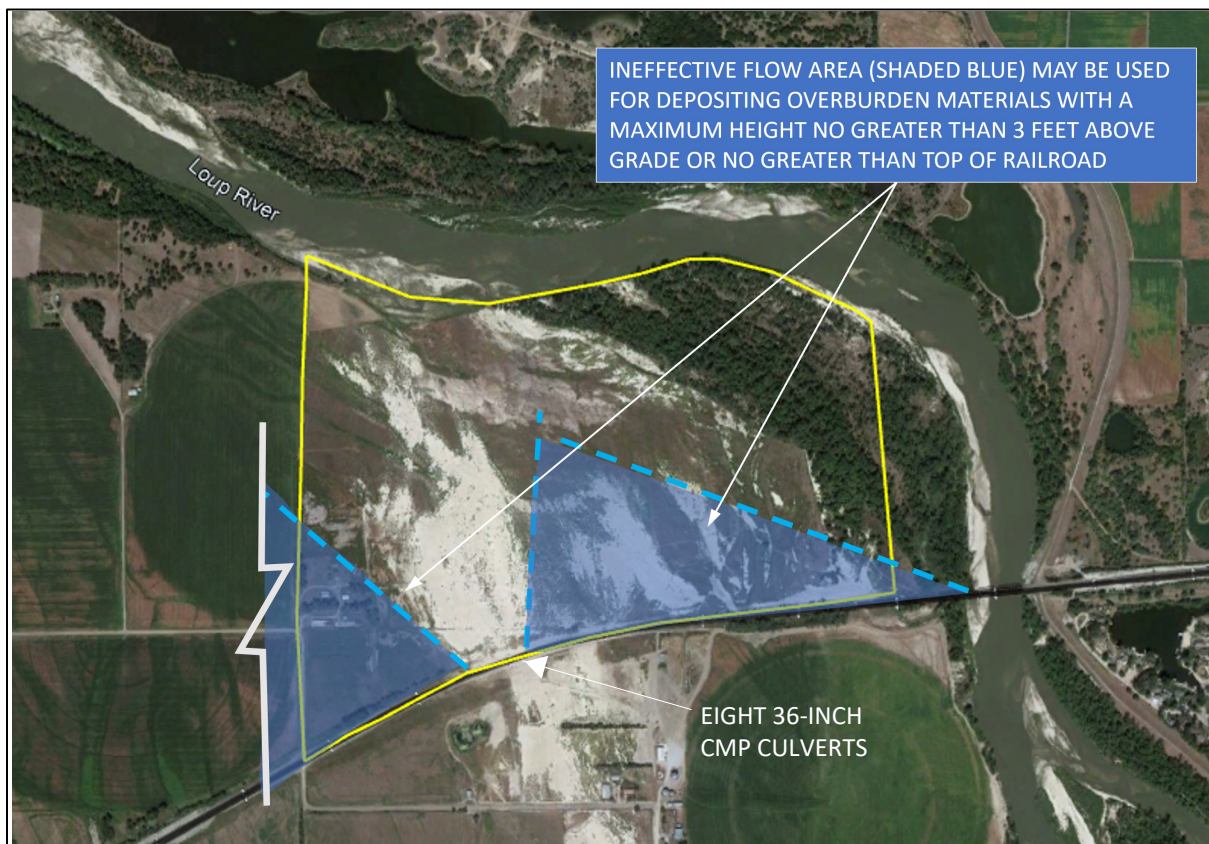 INEFFECTIVE FLOW AREA (SHADED BLUE) MAY BE USED
FOR DEPOSITING OVERBURDEN MATERIALS WITH A
MAXIMUM HEIGHT NO GREATER THAN 3 FEET ABOVE
GRADE OR NO GREATER THAN TOP OF RAILROAD
Loup River
EIGHT 36-INCH
CMP CULVERTS